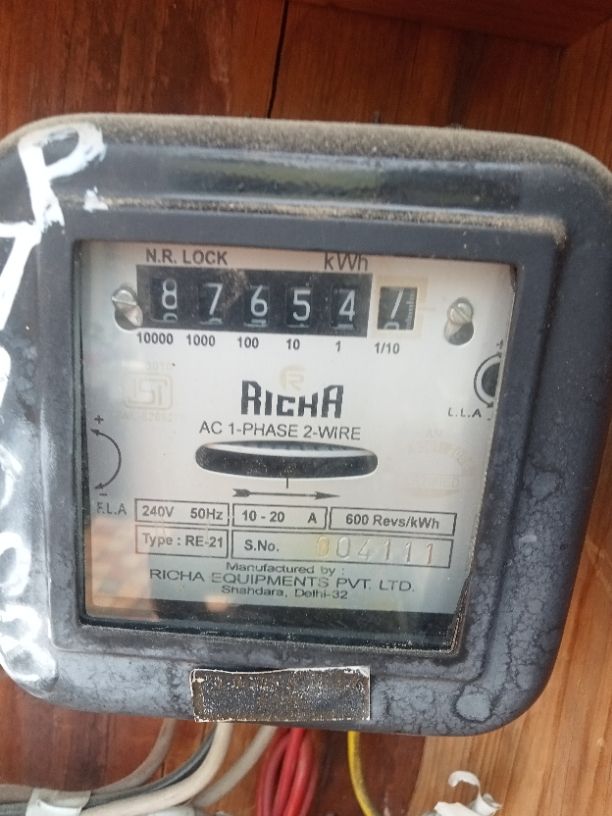 N.R. LOCK kWh
8 7 6 5 4 7
10000 1000 100 10 1 1/10
RICHA
AC 1-PHASE 2-WIRE
L.L.A
+
-
F.L.A
240V 50Hz 10 - 20 A 600 Revs/kWh
Type : RE-21 S.No. 004111
Manufactured by :
RICHA EQUIPMENTS PVT. LTD.
Shahdara, Delhi-32